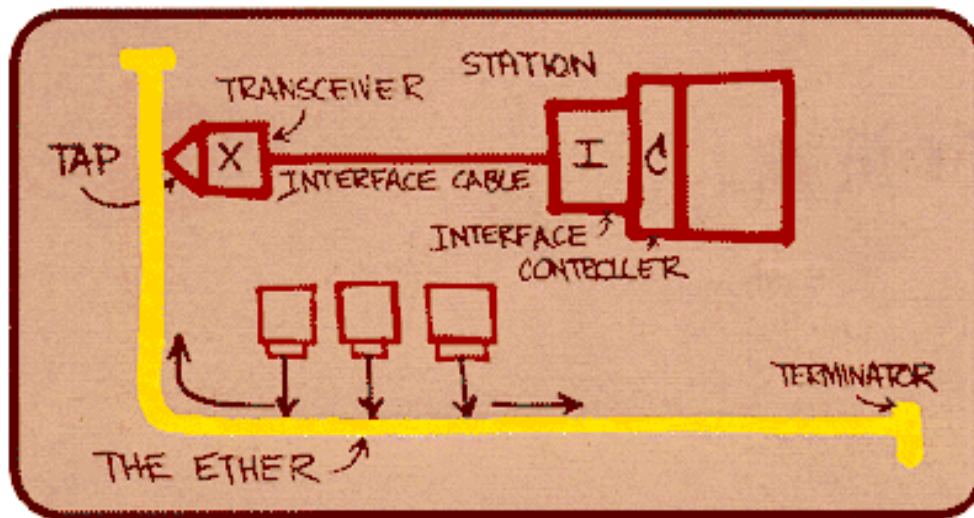 STATION
TRANSCEIVER
TAP
X
I
C
INTERFACE CABLE
INTERFACE
CONTROLLER
TERMINATOR
THE ETHER